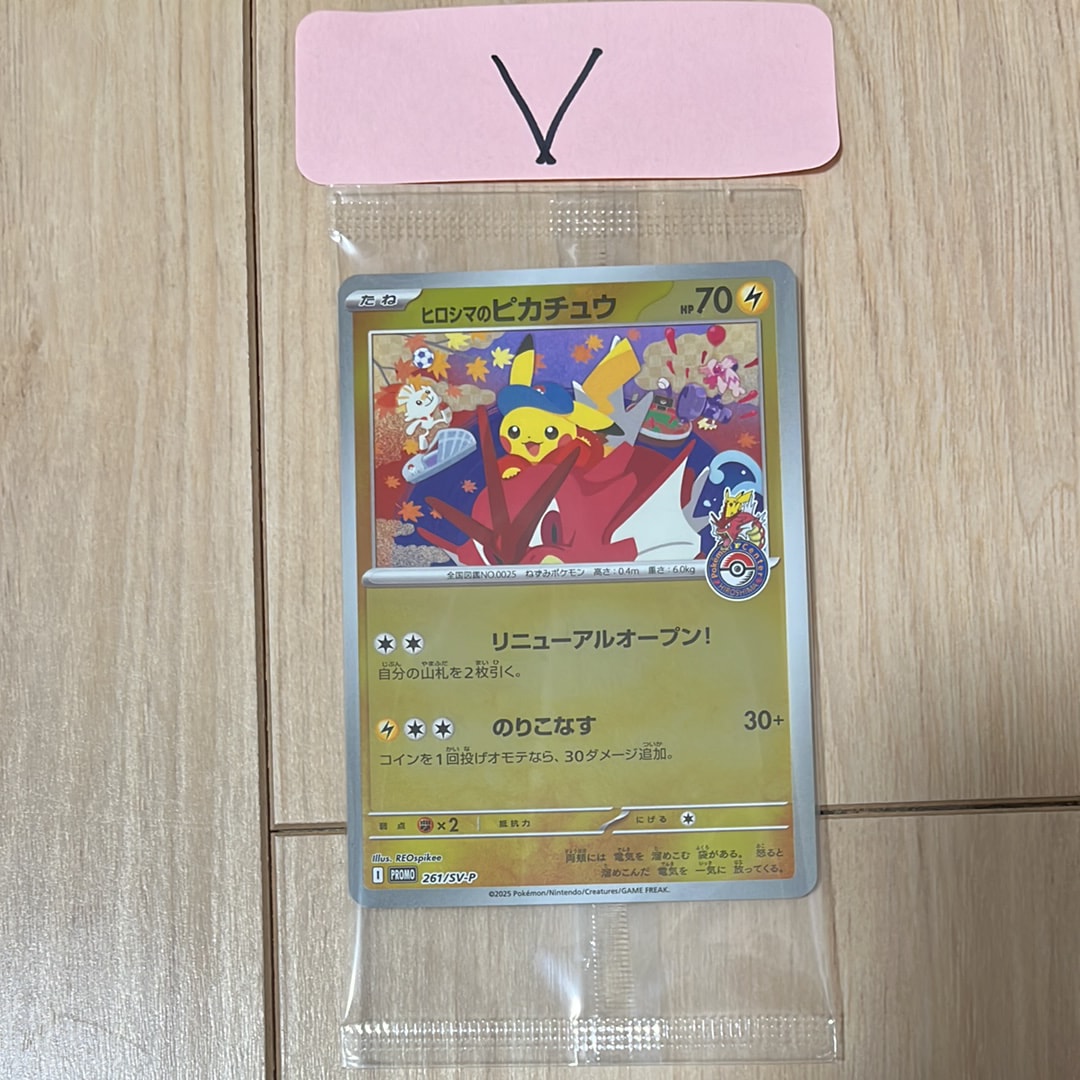 V
たね ヒロシマのピカチュウ HP70
Pokémon Center
HIROSHIMA
全国図鑑NO.0025 ねずみポケモン 高さ:0.4m 重さ:6.0kg
リニューアルオープン!
自分の山札を2枚引く。
のりこなす 30+
コインを1回投げオモテなら、30ダメージ追加。
弱点 ×2 抵抗力 にげる
Illus. REOspikee
I PROMO 261/SV-P
両頬には 電気を 溜めこむ 袋がある。 怒ると
溜めこんだ 電気を 一気に 放ってくる。
©2025 Pokémon/Nintendo/Creatures/GAME FREAK.